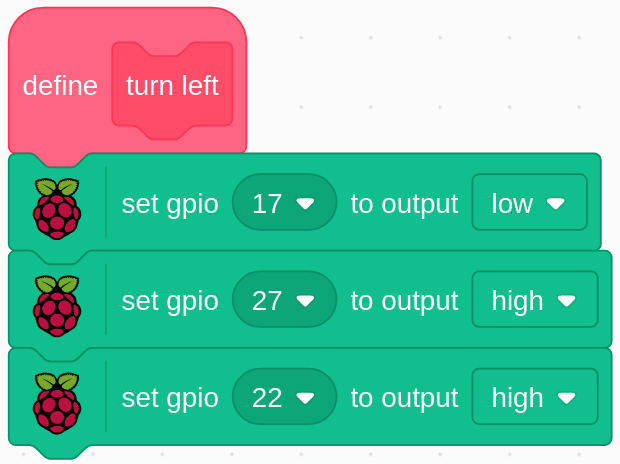 define turn left
set gpio 17 to output low
set gpio 27 to output high
set gpio 22 to output high